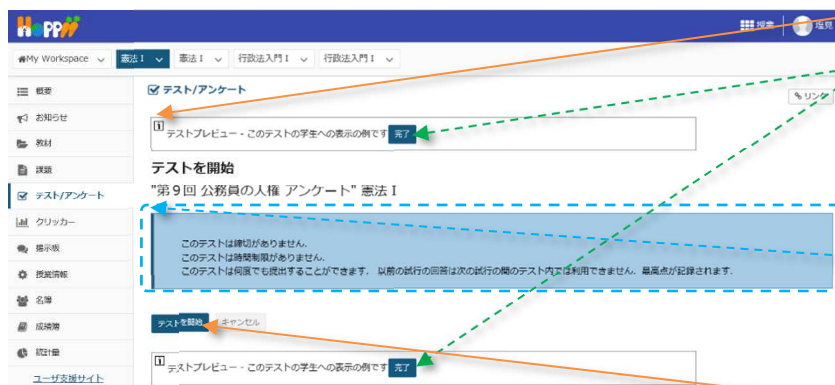 HoPPii
授業
塩見
My Workspace
憲法 I
憲法 I
行政法入門 I
行政法入門 I
概要
テスト/アンケート
リンク
お知らせ
テストプレビュー - このテストの学生への表示の例です 完了
教材
課題
テストを開始
テスト/アンケート
"第9回 公務員の人権 アンケート" 憲法 I
クリッカー
掲示板
このテストは締切がありません。
このテストは時間制限がありません。
このテストは何度でも提出することができます。 以前の試行の回答は次の試行の間のテスト内では利用できません。最高点が記録されます。
授業情報
名簿
成績簿
テストを開始 キャンセル
統計量
テストプレビュー - このテストの学生への表示の例です 完了
ユーザ支援サイト